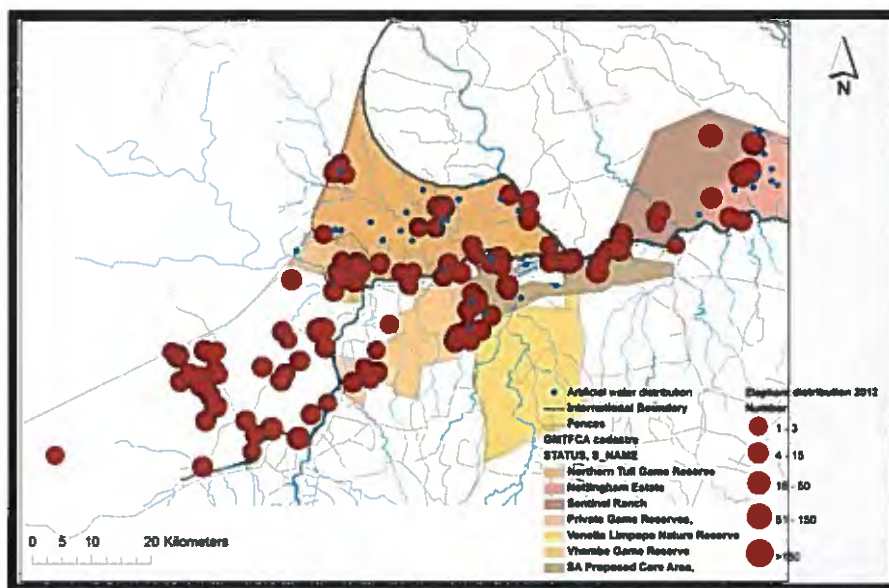 N
Artificial water distribution
International Boundary
Fences
GMTFCA cadastre
STATUS, S_NAME
Northern Tuli Game Reserve
Nottingham Estate
Sentinel Ranch
Private Game Reserves,
Venetia Limpopo Nature Reserve
Vhembe Game Reserve
SA Proposed Core Area,
Elephant distribution 2012
Number
1 - 3
4 - 15
16 - 50
51 - 150
>150
0 5 10 20 Kilometers